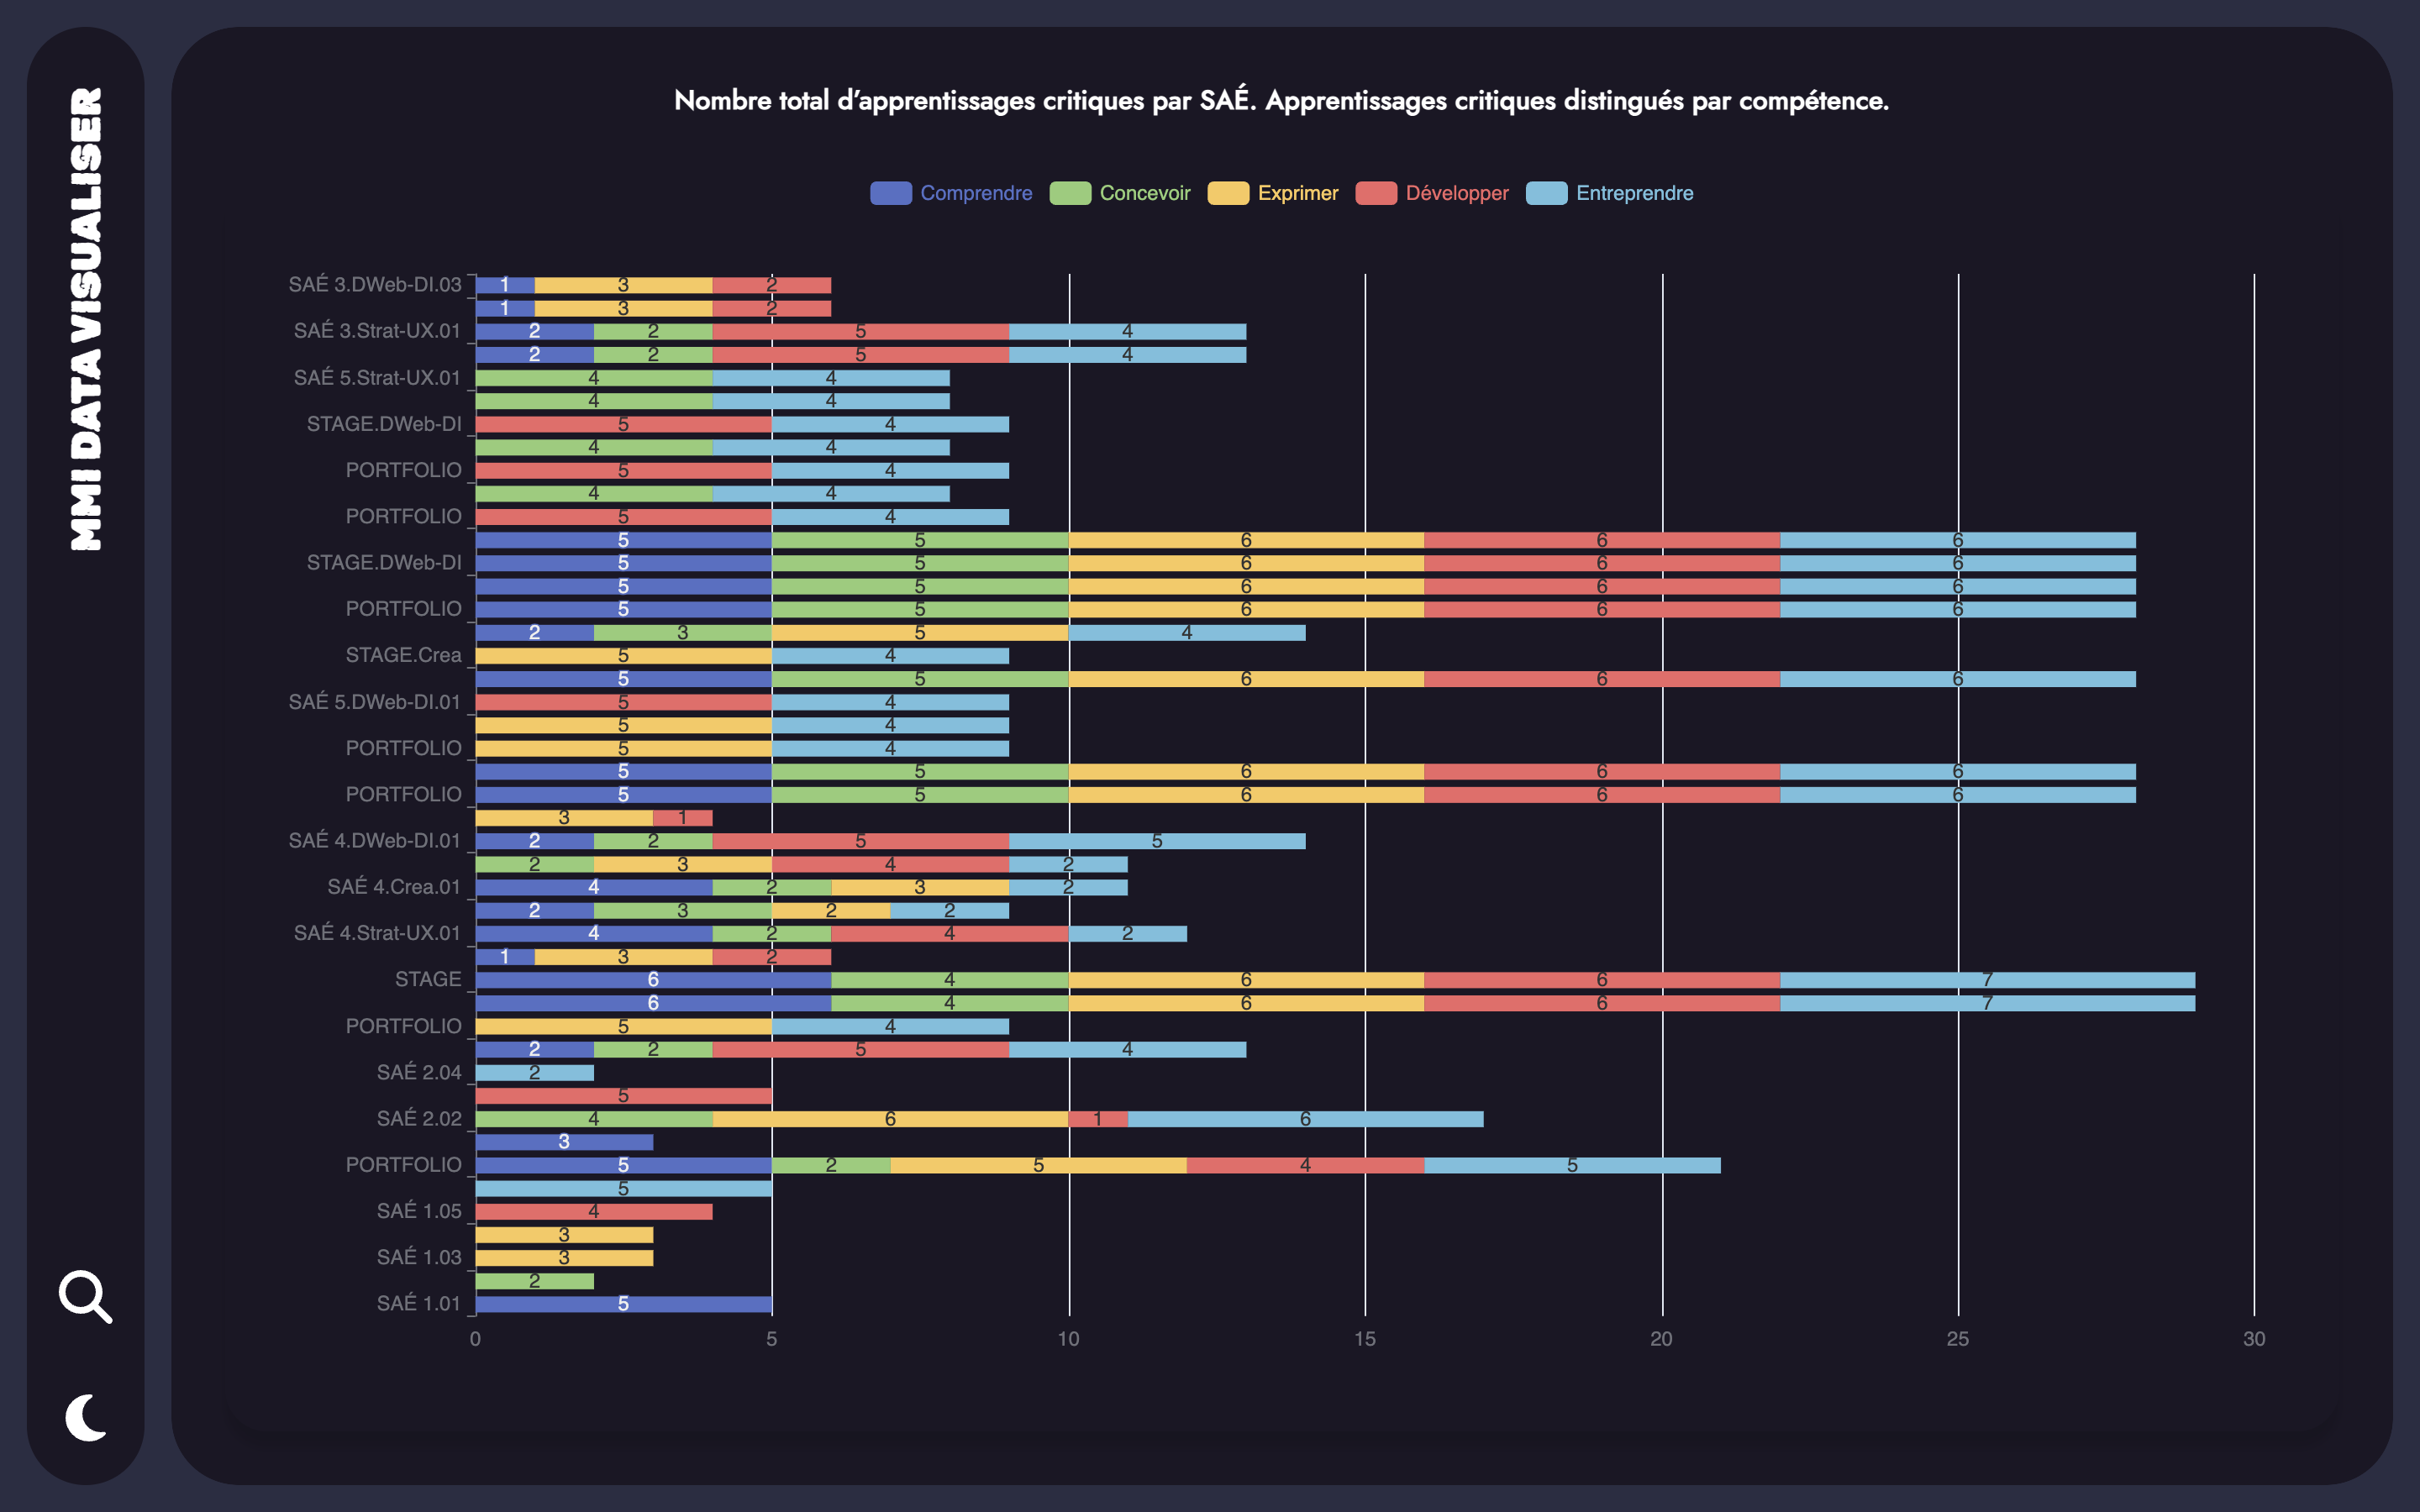 MMI DATA VISUALISER
Nombre total d’apprentissages critiques par SAÉ. Apprentissages critiques distingués par compétence.
Comprendre Concevoir Exprimer Développer Entreprendre
SAÉ 3.DWeb-DI.03 1 3 2
1 3 2
SAÉ 3.Strat-UX.01 2 2 5 4
2 2 5 4
SAÉ 5.Strat-UX.01 4 4
4 4
STAGE.DWeb-DI 5 4
4 4
PORTFOLIO 5 4
4 4
PORTFOLIO 5 4
5 5 6 6 6
STAGE.DWeb-DI 5 5 6 6 6
5 5 6 6 6
PORTFOLIO 5 5 6 6 6
2 3 5 4
STAGE.Crea 5 4
5 5 6 6 6
SAÉ 5.DWeb-DI.01 5 4
5 4
PORTFOLIO 5 4
5 5 6 6 6
PORTFOLIO 5 5 6 6 6
3 1
SAÉ 4.DWeb-DI.01 2 2 5 5
2 3 4 2
SAÉ 4.Crea.01 4 2 3 2
2 3 2 2
SAÉ 4.Strat-UX.01 4 2 4 2
1 3 2
STAGE 6 4 6 6 7
6 4 6 6 7
PORTFOLIO 5 4
2 2 5 4
SAÉ 2.04 2
5
SAÉ 2.02 4 6 1 6
3
PORTFOLIO 5 2 5 4 5
5
SAÉ 1.05 4
3
SAÉ 1.03 3
2
SAÉ 1.01 5
0 5 10 15 20 25 30